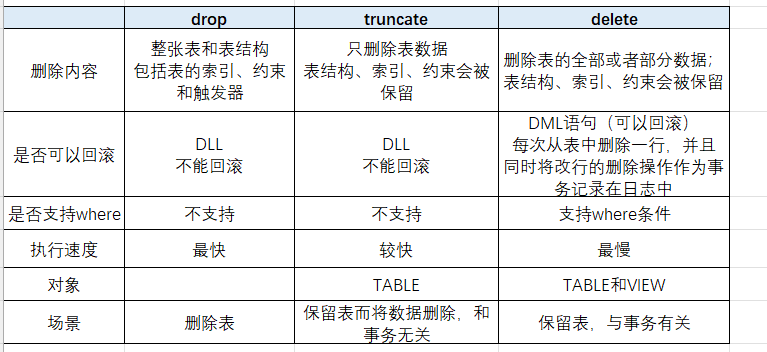 drop truncate delete
删除内容
整张表和表结构
包括表的索引、约束
和触发器
只删除表数据
表结构、索引、约束会被
保留
删除表的全部或者部分数据；
表结构、索引、约束会被保留
是否可以回滚
DLL
不能回滚
DLL
不能回滚
DML语句（可以回滚）
每次从表中删除一行，并且
同时将改行的删除操作作为事
务记录在日志中
是否支持where 不支持 不支持 支持where条件
执行速度 最快 较快 最慢
对象 TABLE TABLE和VIEW
场景 删除表
保留表而将数据删除，和
事务无关
保留表，与事务有关